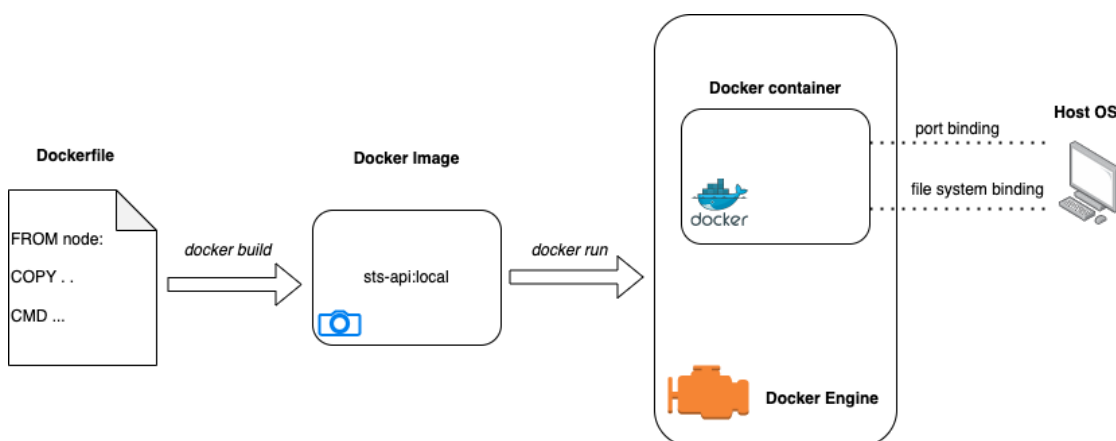 Dockerfile
FROM node:
COPY . .
CMD ...
docker build
Docker Image
sts-api:local
docker run
Docker container
docker
Docker Engine
port binding
file system binding
Host OS